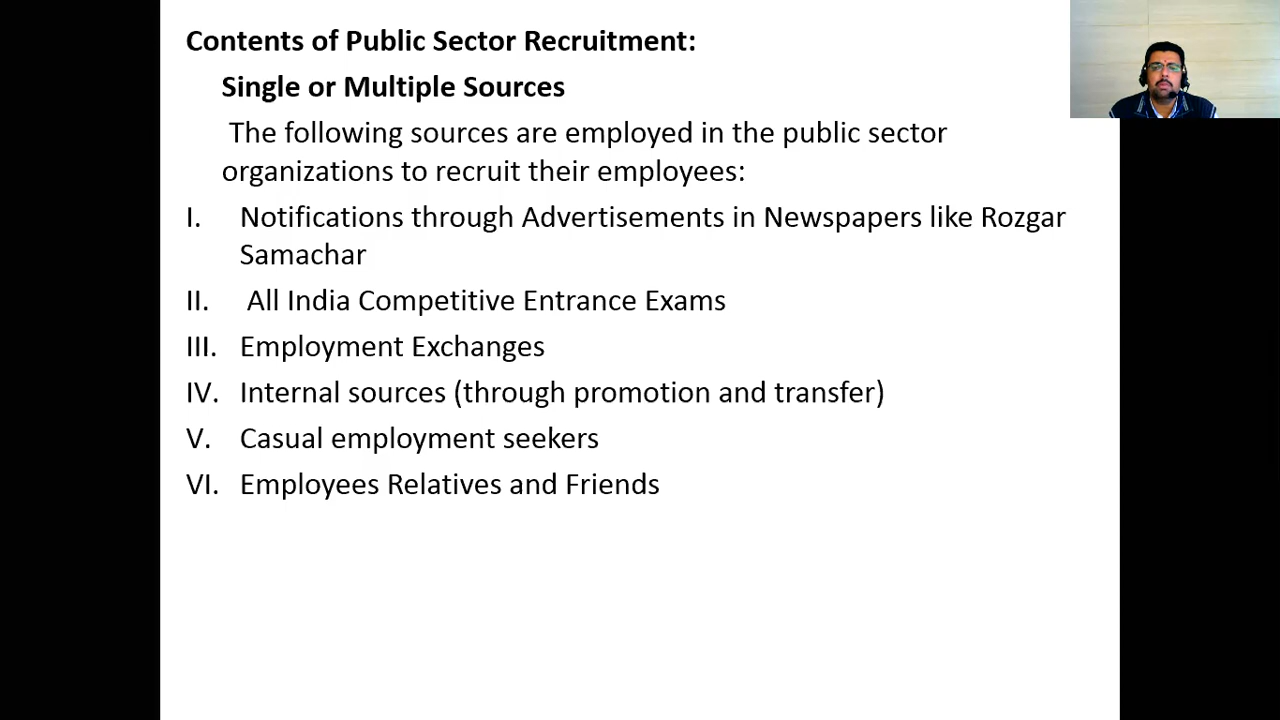 Contents of Public Sector Recruitment:
Single or Multiple Sources
The following sources are employed in the public sector
organizations to recruit their employees:
I. Notifications through Advertisements in Newspapers like Rozgar
Samachar
II. All India Competitive Entrance Exams
III. Employment Exchanges
IV. Internal sources (through promotion and transfer)
V. Casual employment seekers
VI. Employees Relatives and Friends